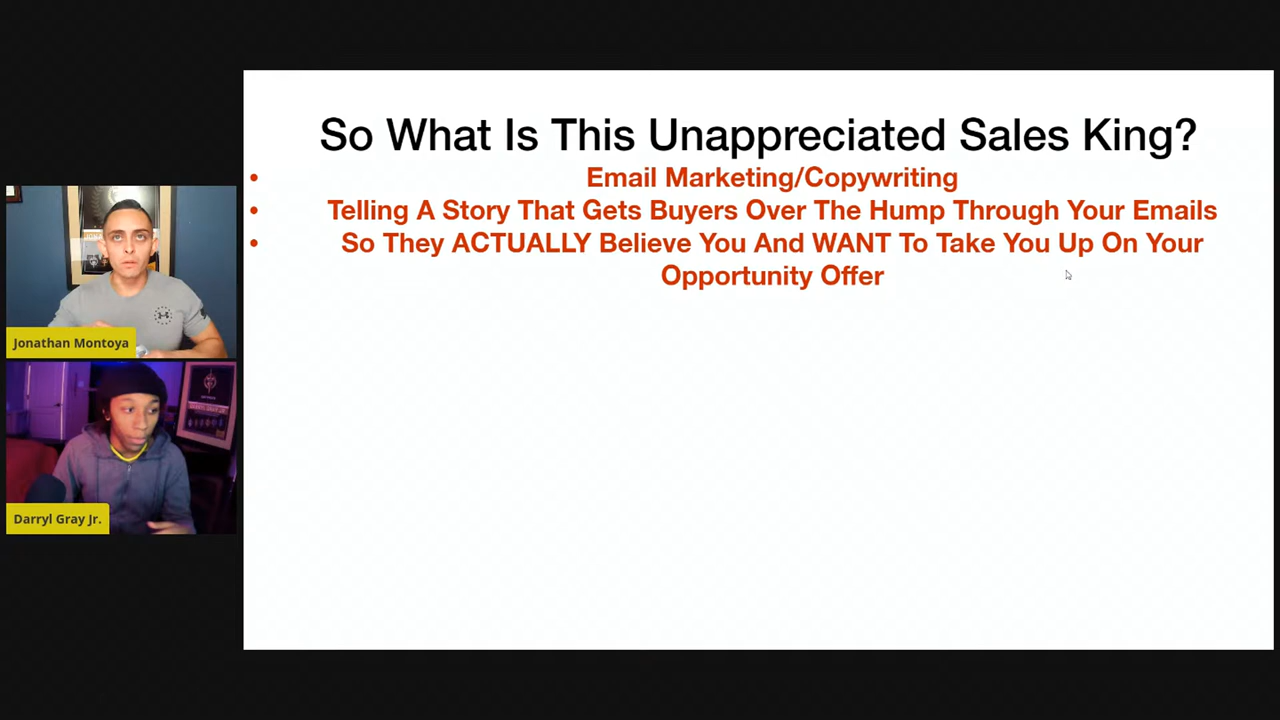 So What Is This Unappreciated Sales King?
• Email Marketing/Copywriting
• Telling A Story That Gets Buyers Over The Hump Through Your Emails
• So They ACTUALLY Believe You And WANT To Take You Up On Your
Opportunity Offer
Jonathan Montoya
Darryl Gray Jr.